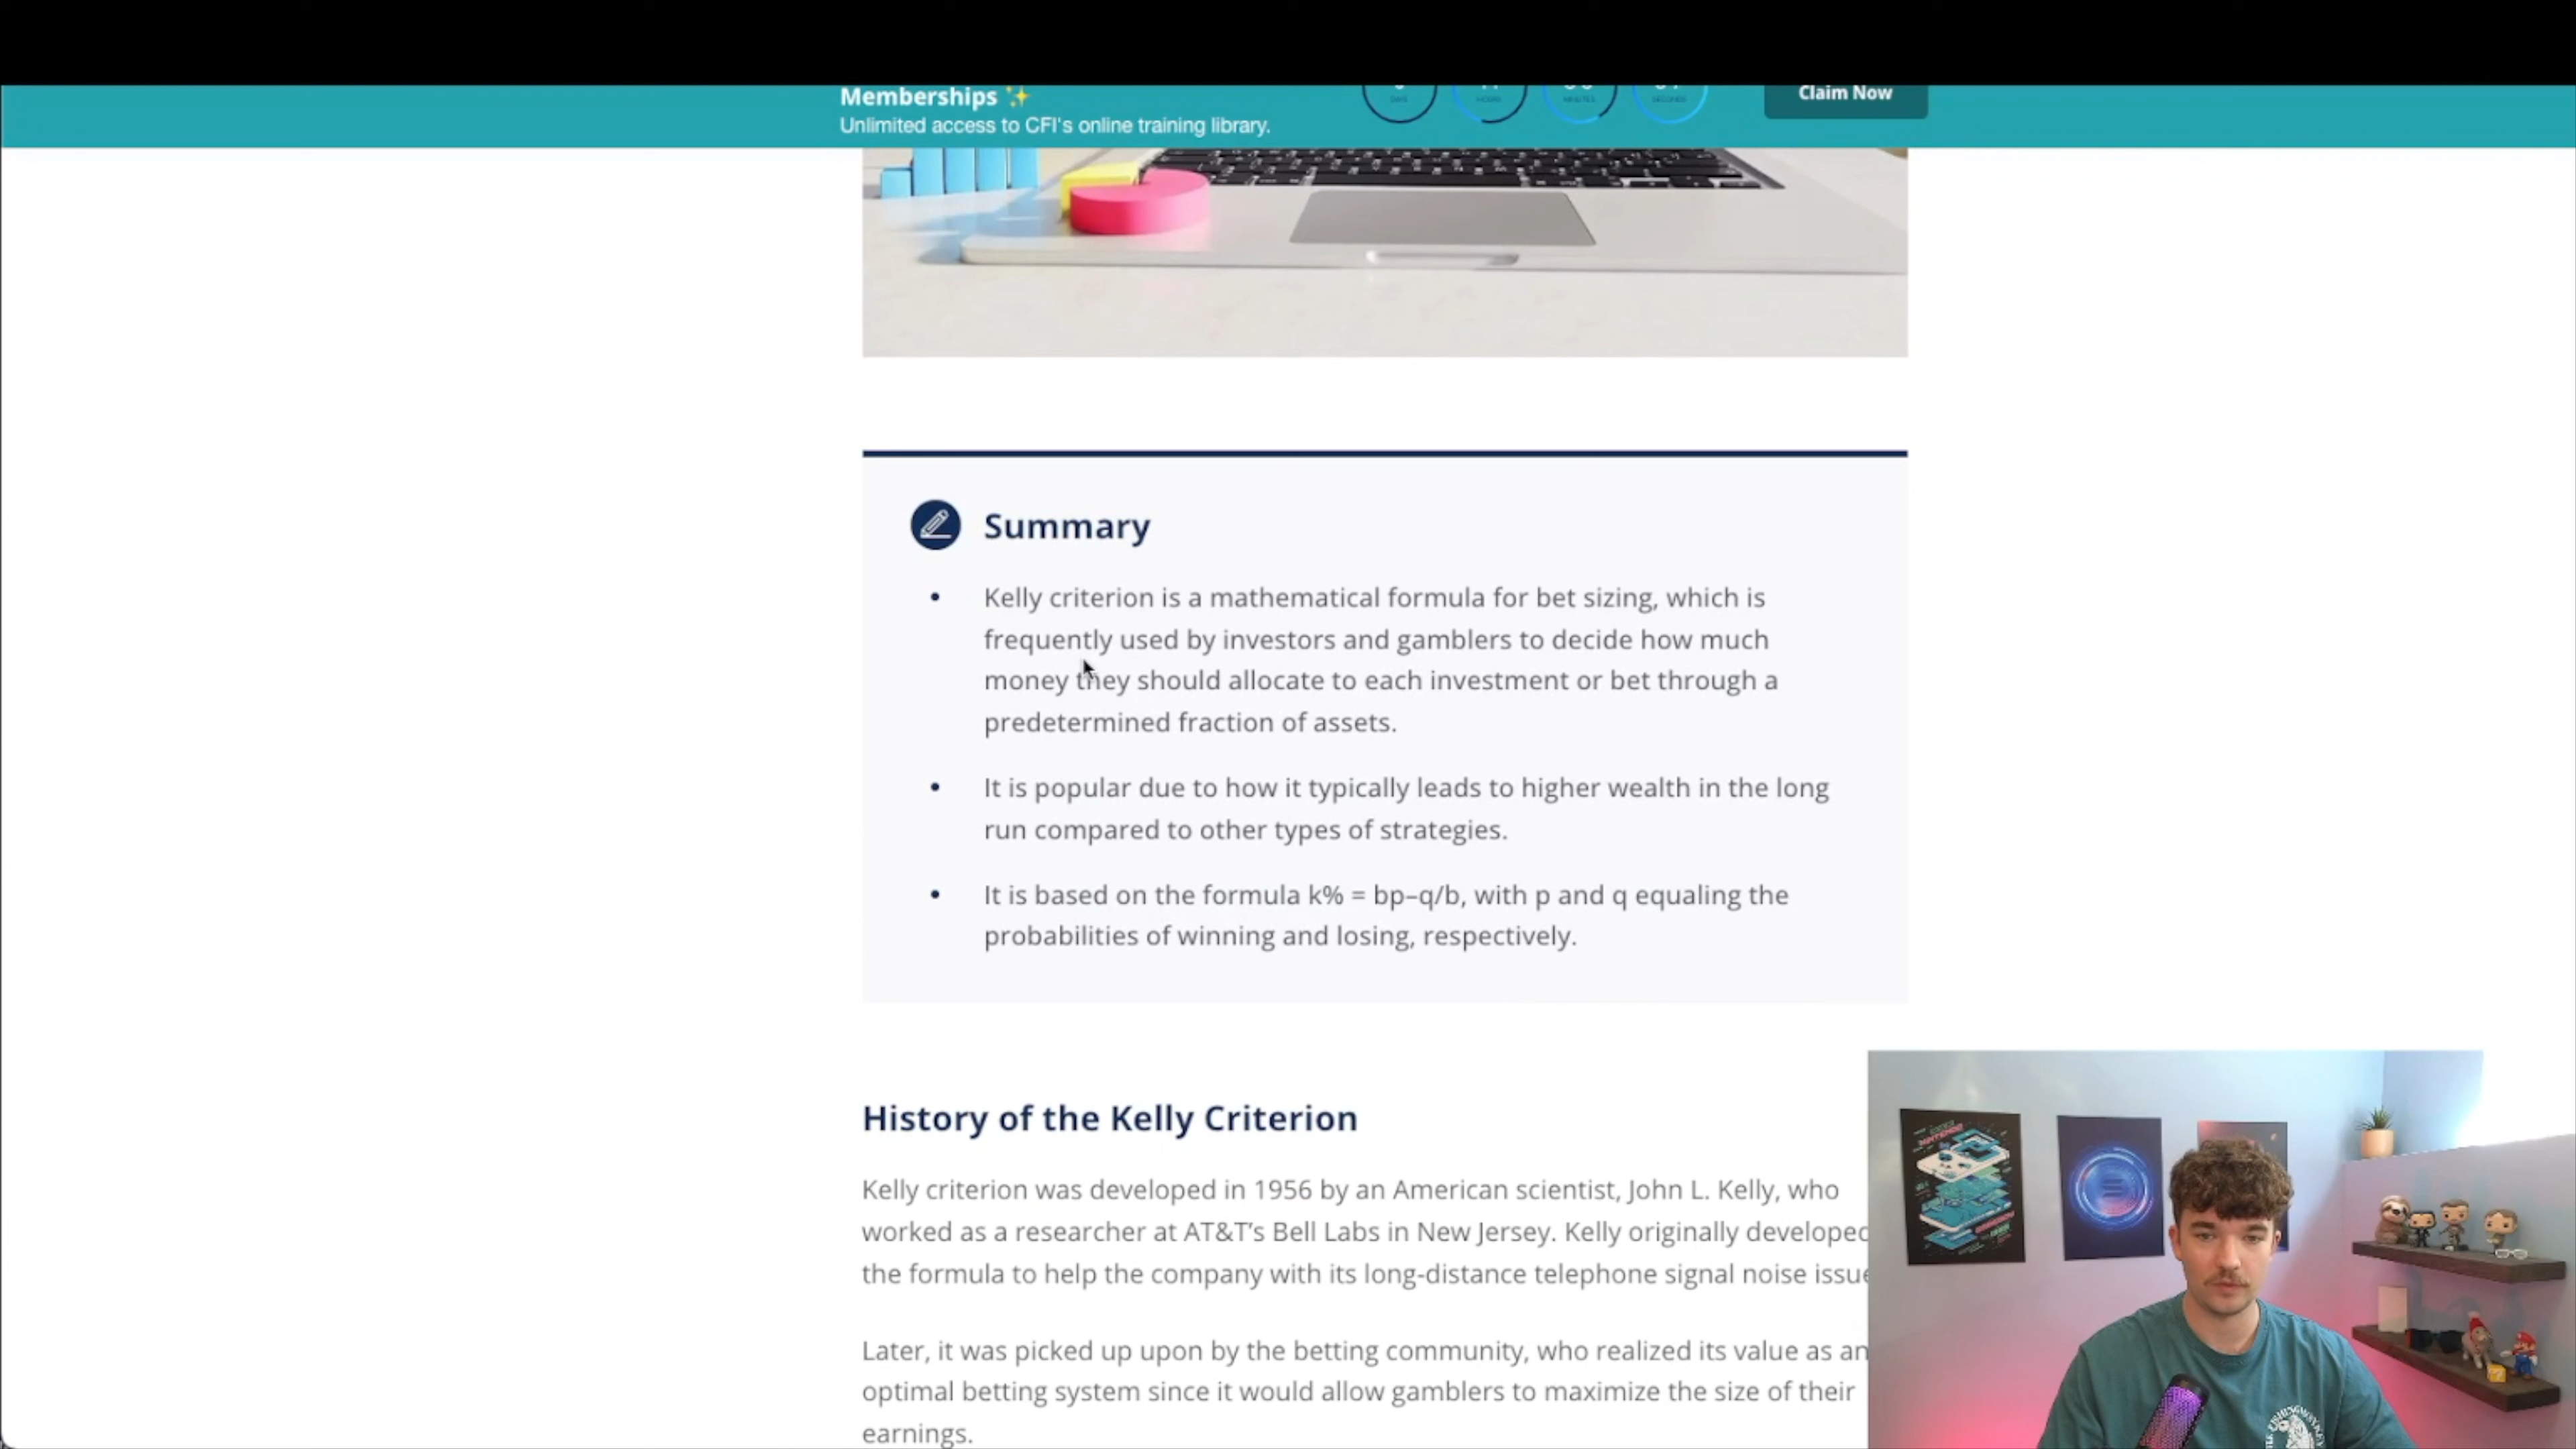 Memberships ✨
Unlimited access to CFI's online training library.
Claim Now
Summary
• Kelly criterion is a mathematical formula for bet sizing, which is
frequently used by investors and gamblers to decide how much
money they should allocate to each investment or bet through a
predetermined fraction of assets.
• It is popular due to how it typically leads to higher wealth in the long
run compared to other types of strategies.
• It is based on the formula k% = bp–q/b, with p and q equaling the
probabilities of winning and losing, respectively.
History of the Kelly Criterion
Kelly criterion was developed in 1956 by an American scientist, John L. Kelly, who
worked as a researcher at AT&T's Bell Labs in New Jersey. Kelly originally developed
the formula to help the company with its long-distance telephone signal noise issue
Later, it was picked up upon by the betting community, who realized its value as an
optimal betting system since it would allow gamblers to maximize the size of their
earnings.